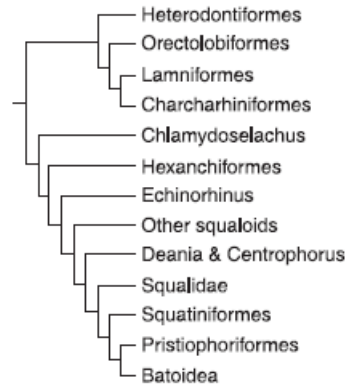 Heterodontiformes
Orectolobiformes
Lamniformes
Charcharhiniformes
Chlamydoselachus
Hexanchiformes
Echinorhinus
Other squaloids
Deania & Centrophorus
Squalidae
Squatiniformes
Pristiophoriformes
Batoidea